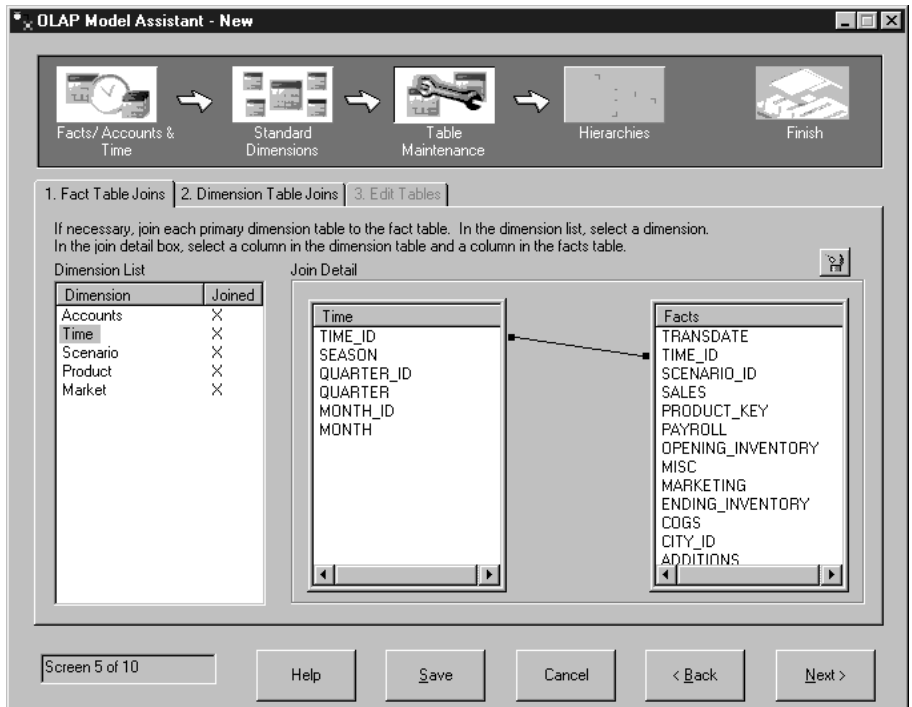 OLAP Model Assistant - New
Facts/ Accounts &
Time
Standard
Dimensions
Table
Maintenance
Hierarchies
Finish
1. Fact Table Joins
2. Dimension Table Joins
3. Edit Tables
If necessary, join each primary dimension table to the fact table. In the dimension list, select a dimension.
In the join detail box, select a column in the dimension table and a column in the facts table.
Dimension List
Dimension Joined
Accounts X
Time X
Scenario X
Product X
Market X
Join Detail
Time
TIME_ID
SEASON
QUARTER_ID
QUARTER
MONTH_ID
MONTH
Facts
TRANSDATE
TIME_ID
SCENARIO_ID
SALES
PRODUCT_KEY
PAYROLL
OPENING_INVENTORY
MISC
MARKETING
ENDING_INVENTORY
COGS
CITY_ID
ADDITIONS
Screen 5 of 10
Help
Save
Cancel
< Back
Next >